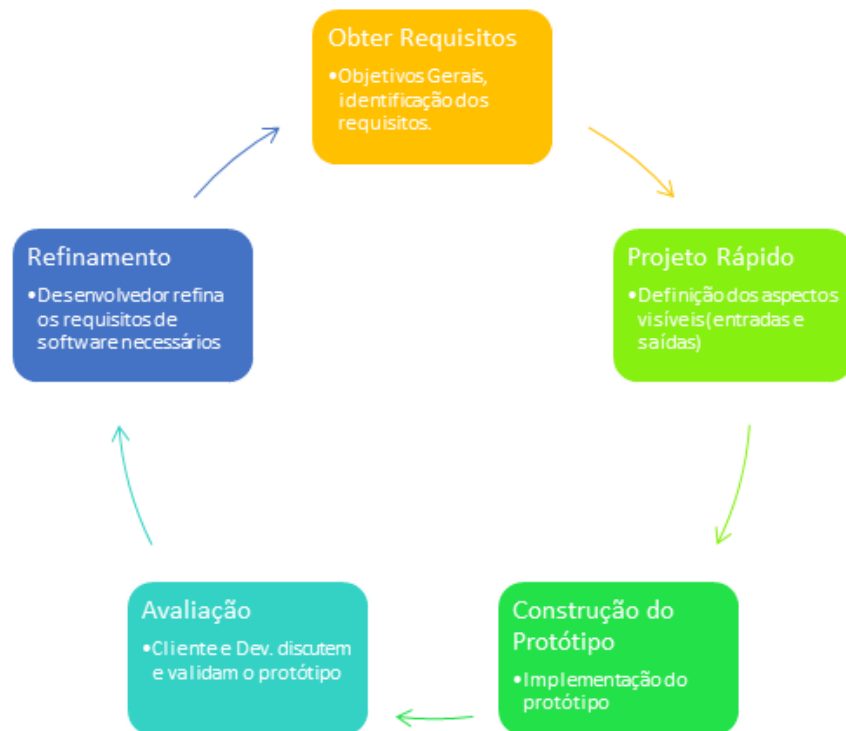 Obter Requisitos
•Objetivos Gerais,
identificação dos
requisitos.
Projeto Rápido
•Definição dos aspectos
visíveis(entradas e
saídas)
Construção do
Protótipo
•Implementação do
protótipo
Avaliação
•Cliente e Dev. discutem
e validam o protótipo
Refinamento
•Desenvolvedor refina
os requisitos de
software necessários